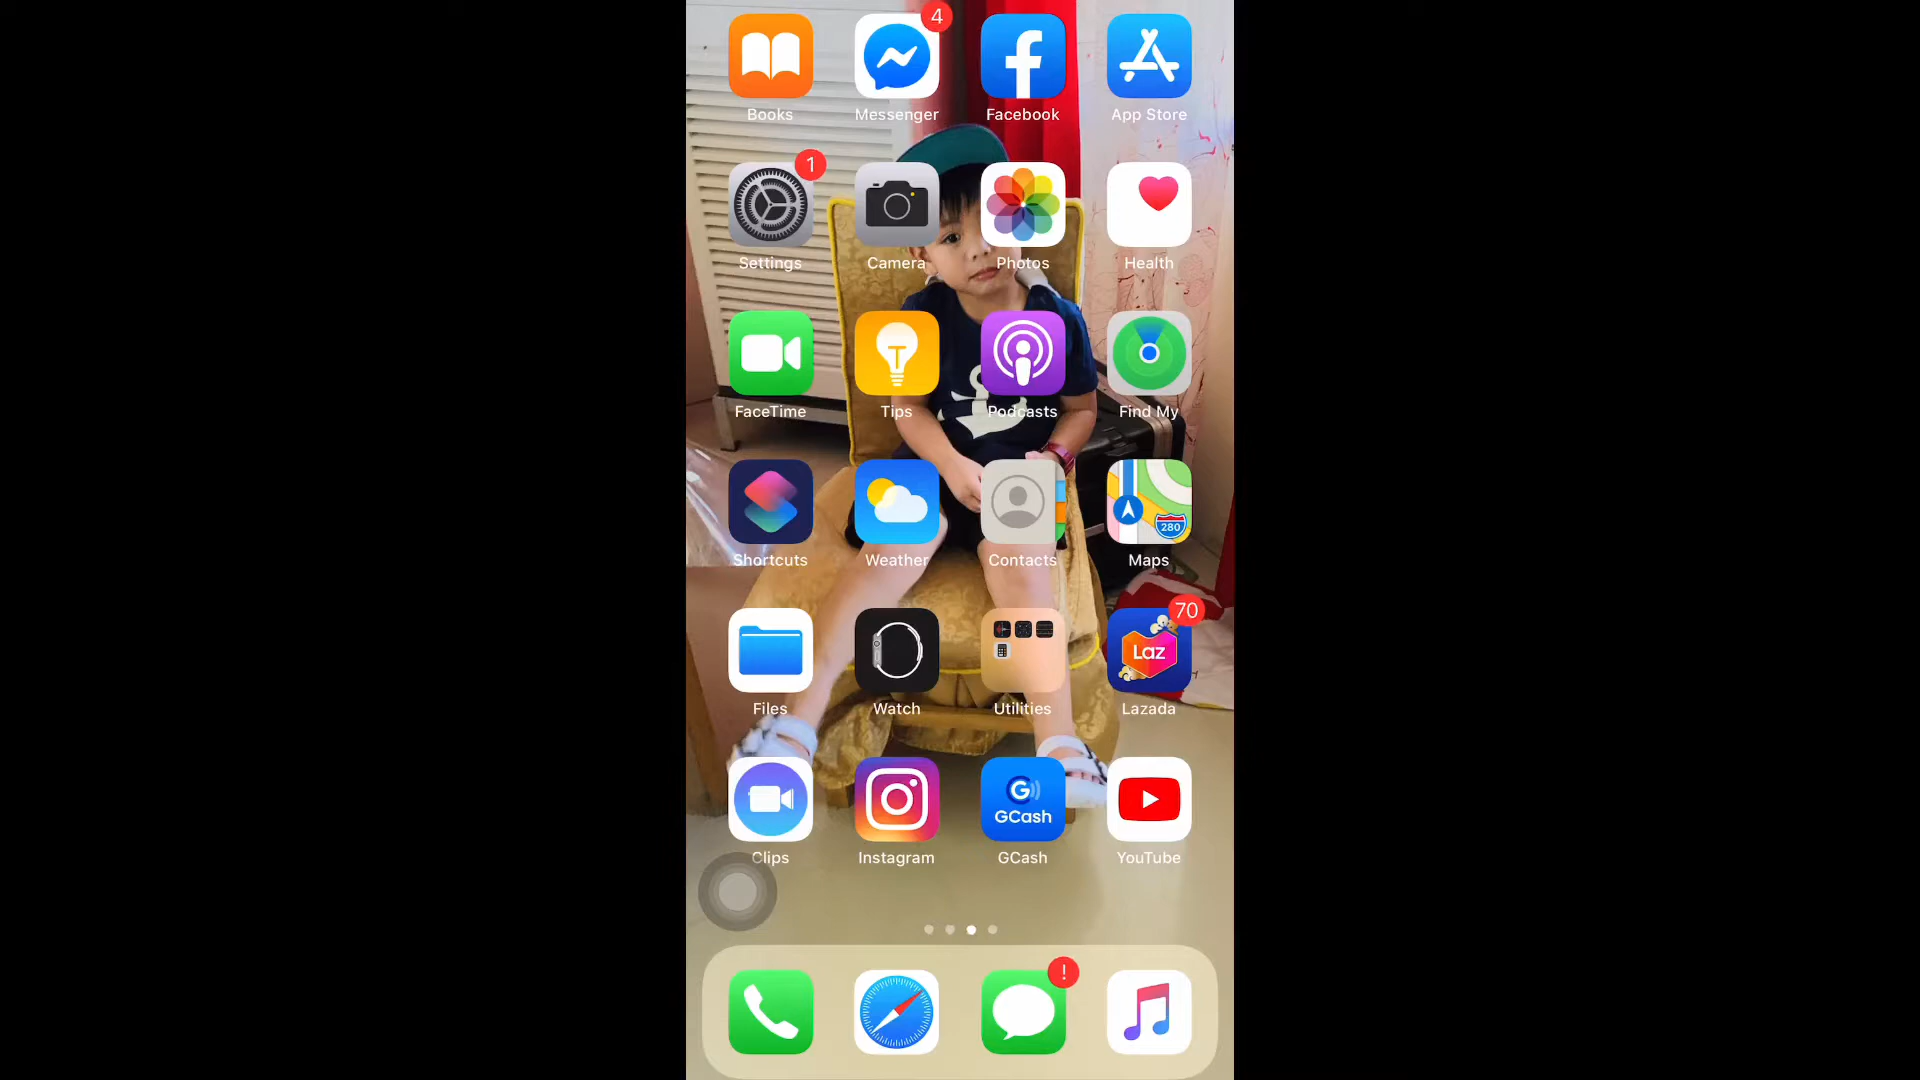 4
Books Messenger Facebook App Store
1
Settings Camera Photos Health
FaceTime Tips Podcasts Find My
280
Shortcuts Weather Contacts Maps
70
Laz
Files Watch Utilities Lazada
G
GCash
Clips Instagram GCash YouTube
!